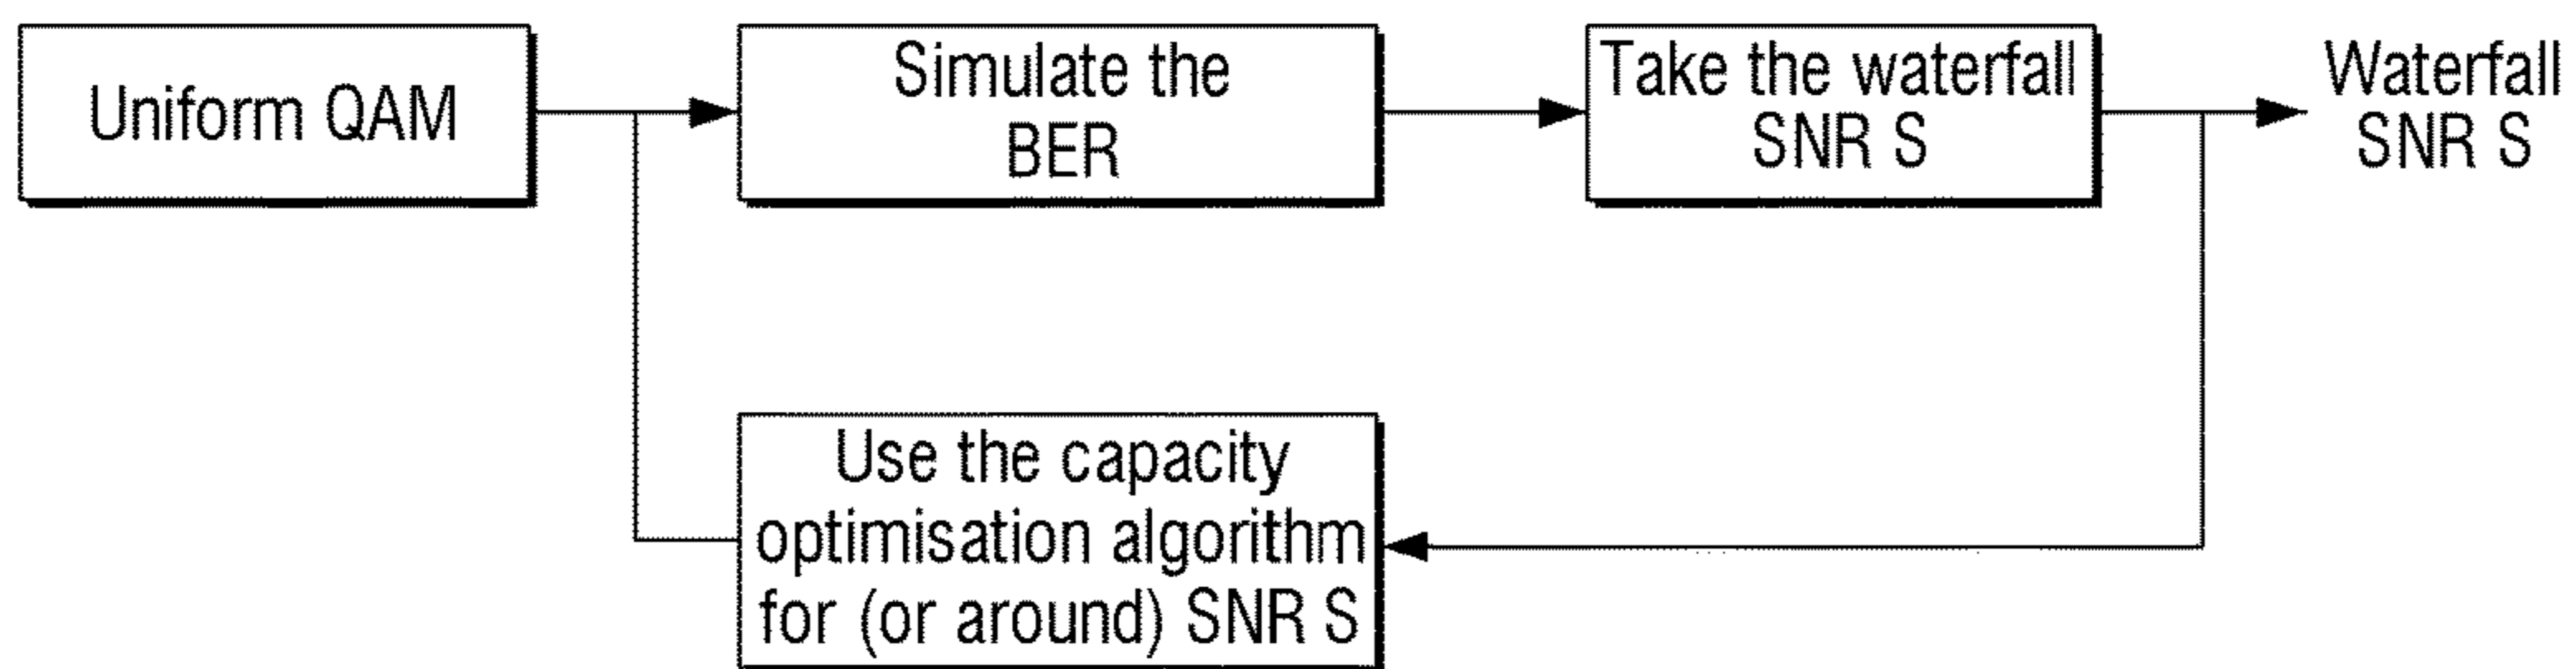 Uniform QAM
Simulate the
BER
Take the waterfall
SNR S
Waterfall
SNR S
Use the capacity
optimisation algorithm
for (or around) SNR S